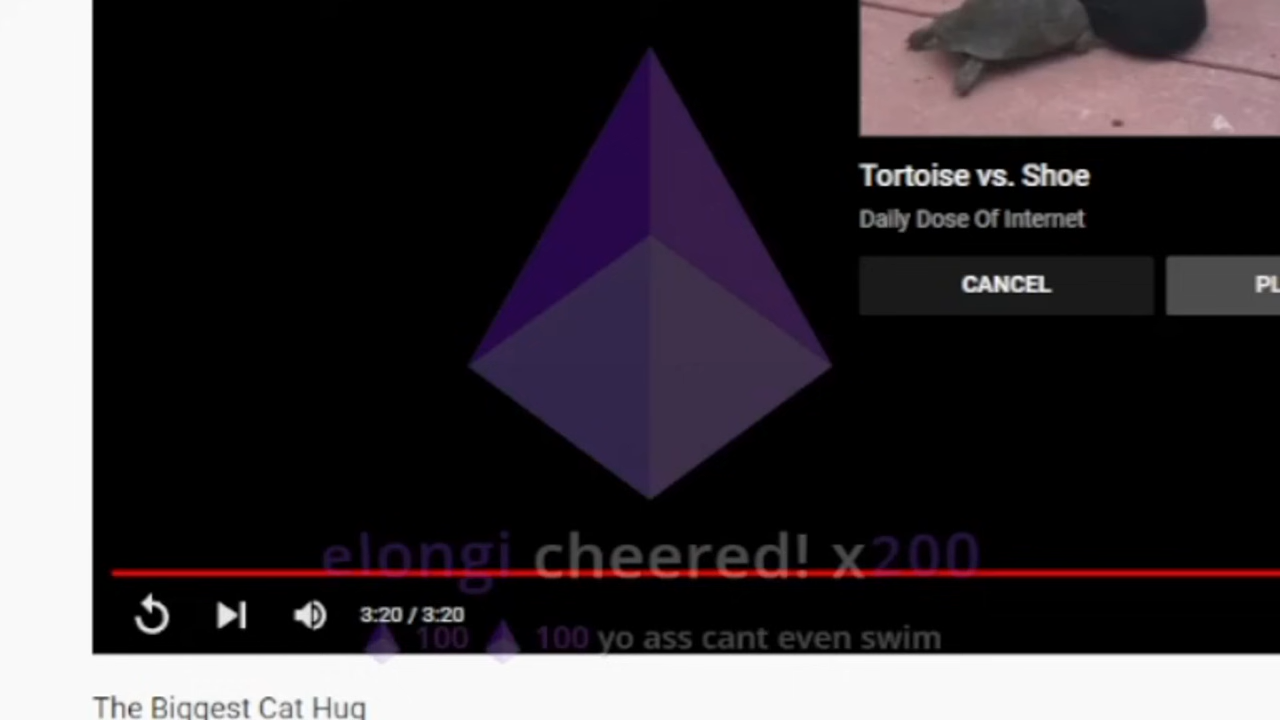 Tortoise vs. Shoe
Daily Dose Of Internet
CANCEL
PL
elongi cheered! x200
3:20 / 3:20
100 100 yo ass cant even swim
The Biggest Cat Hug